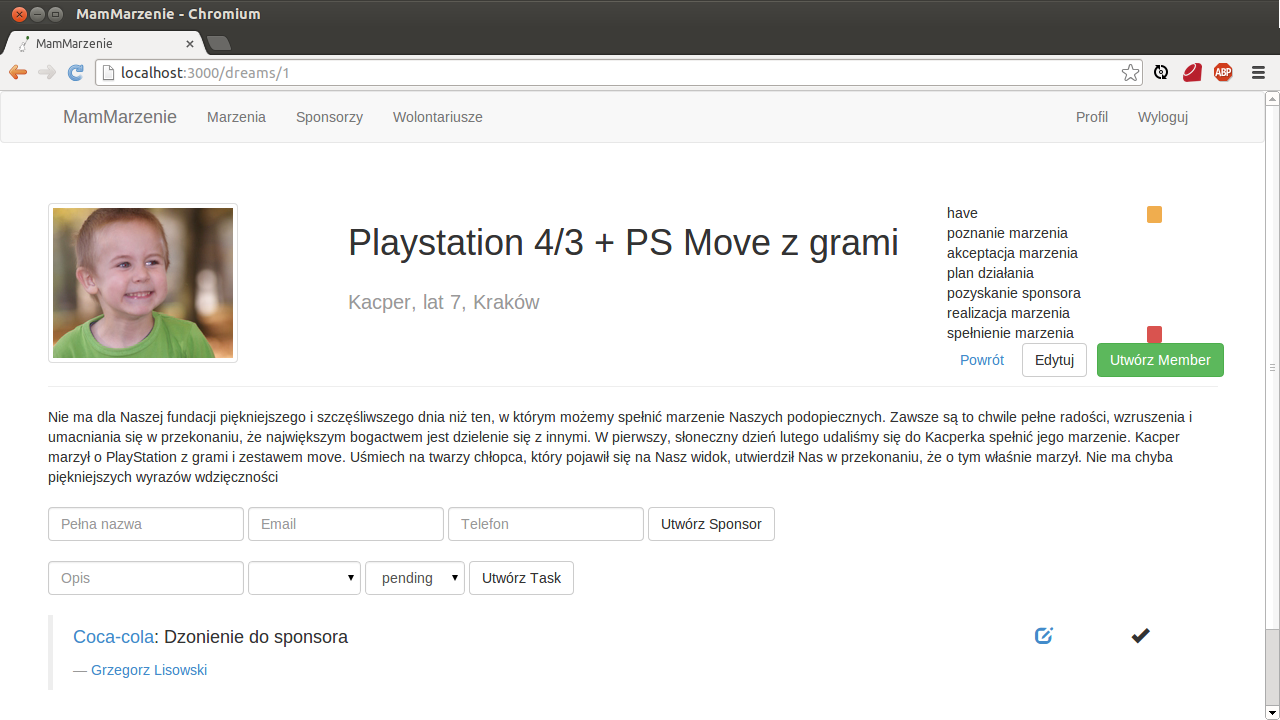 MamMarzenie - Chromium
MamMarzenie
localhost:3000/dreams/1
ABP
MamMarzenie Marzenia Sponsorzy Wolontariusze Profil Wyloguj
Playstation 4/3 + PS Move z grami
Kacper, lat 7, Kraków
have
poznanie marzenia
akceptacja marzenia
plan działania
pozyskanie sponsora
realizacja marzenia
spełnienie marzenia
Powrót Edytuj Utwórz Member
Nie ma dla Naszej fundacji piękniejszego i szczęśliwszego dnia niż ten, w którym możemy spełnić marzenie Naszych podopiecznych. Zawsze są to chwile pełne radości, wzruszenia i
umacniania się w przekonaniu, że największym bogactwem jest dzielenie się z innymi. W pierwszy, słoneczny dzień lutego udaliśmy się do Kacperka spełnić jego marzenie. Kacper
marzył o PlayStation z grami i zestawem move. Uśmiech na twarzy chłopca, który pojawił się na Nasz widok, utwierdził Nas w przekonaniu, że o tym właśnie marzył. Nie ma chyba
piękniejszych wyrazów wdzięczności
Pełna nazwa Email Telefon Utwórz Sponsor
Opis pending Utwórz Task
Coca-cola: Dzonienie do sponsora
— Grzegorz Lisowski